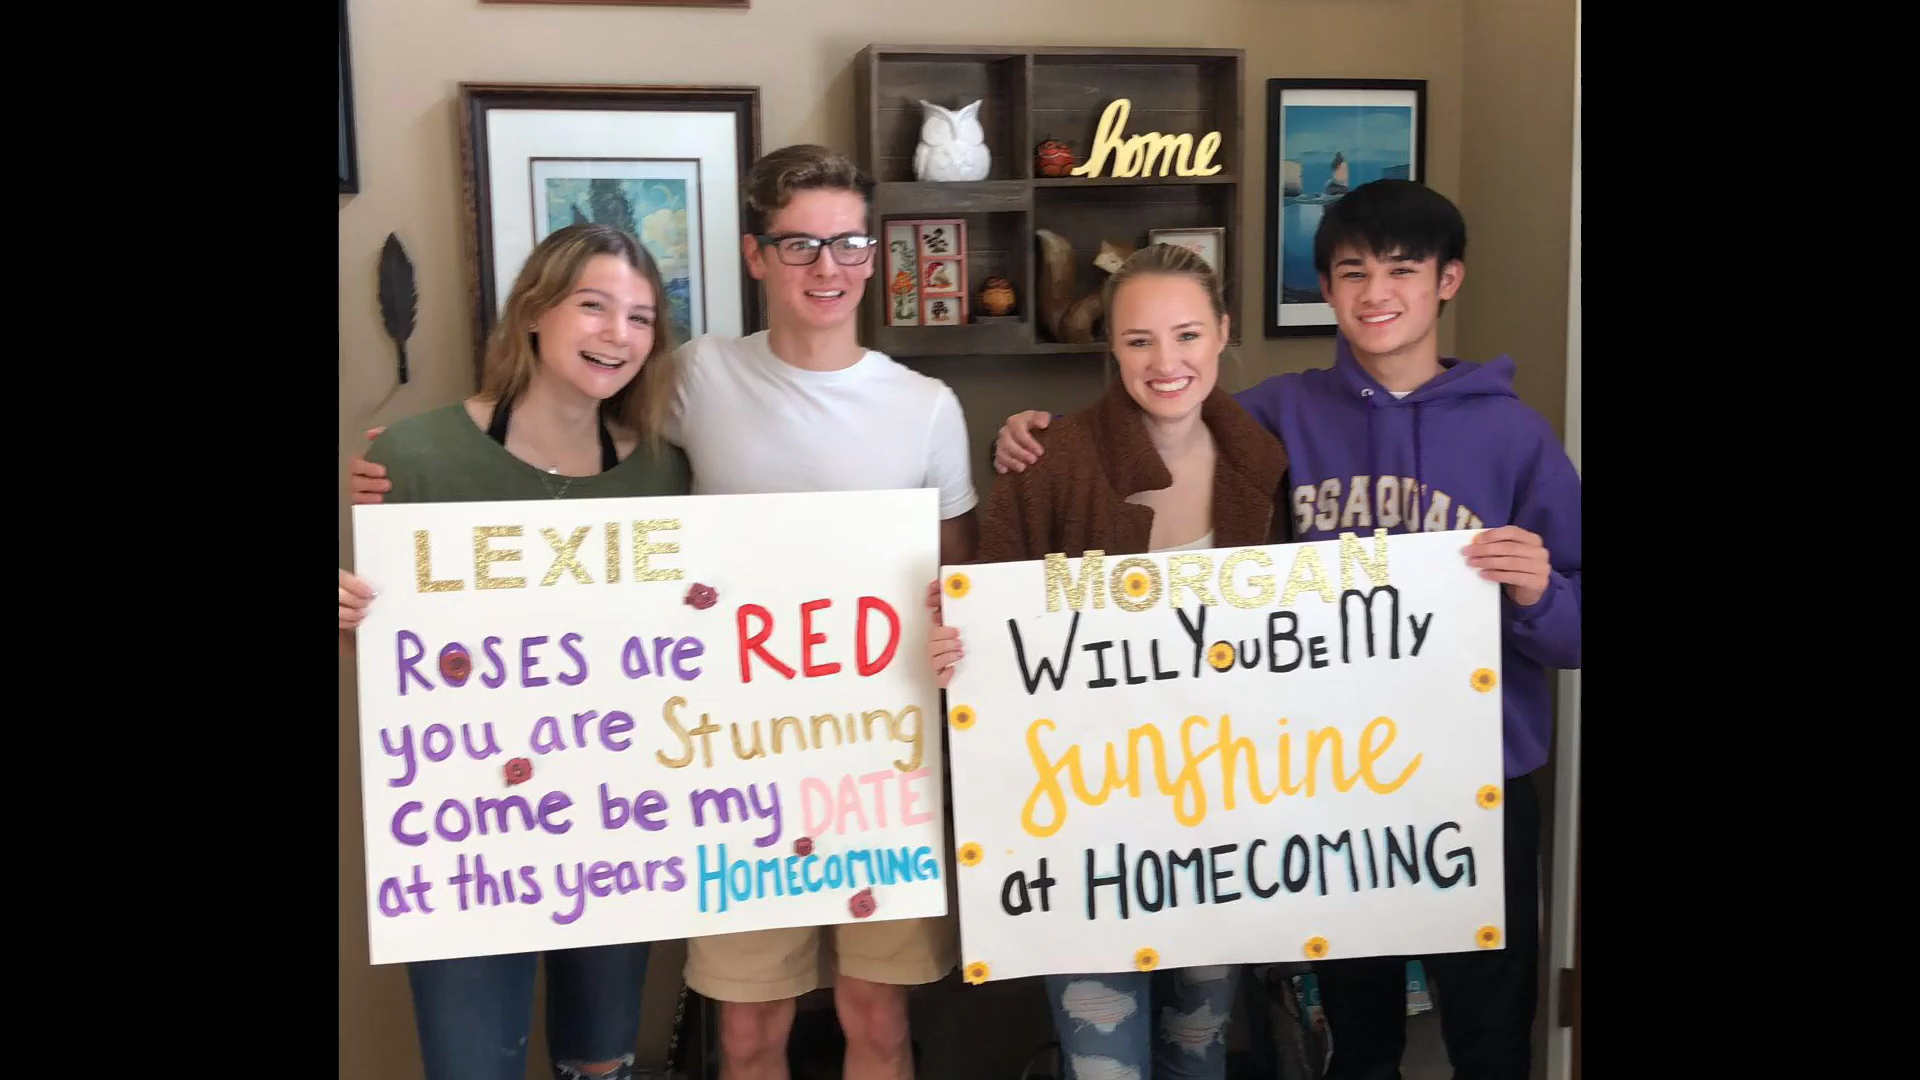 home
SSAQUAH
LEXIE
ROSES are RED
you are Stunning
come be my DATE
at this years HOMECOMING
MORGAN
WILL YOU BE MY
sunshine
at HOMECOMING